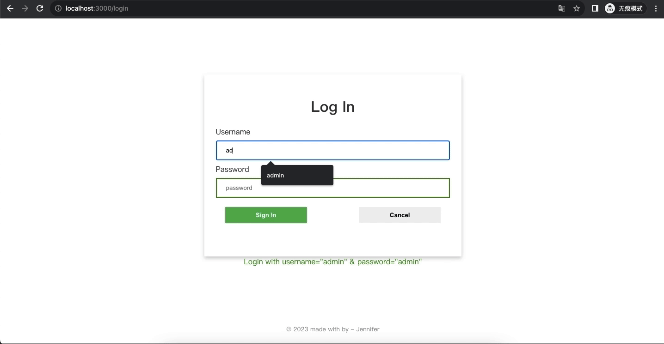 localhost:3000/login
无痕模式
Log In
Username
ad
Password
admin
password
Sign In
Cancel
Login with username="admin" & password="admin"
© 2023 made with by - Jennifer